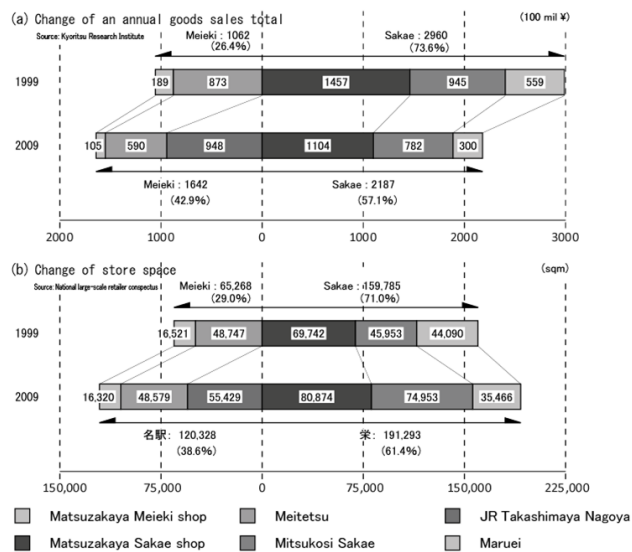 (a) Change of an annual goods sales total
(100 mil ¥)
Source: Kyoritsu Research Institute
Meieki : 1062
(26.4%)
Sakae : 2960
(73.6%)
1999
189 873 1457 945 559
2009
105 590 948 1104 782 300
Meieki : 1642
(42.9%)
Sakae : 2187
(57.1%)
2000 1000 0 1000 2000 3000
(b) Change of store space
(sqm)
Source: National large-scale retailer conspectus
Meieki : 65,268
(29.0%)
Sakae : 159,785
(71.0%)
1999
16,521 48,747 69,742 45,953 44,090
2009
16,320 48,579 55,429 80,874 74,953 35,466
名駅: 120,328
(38.6%)
栄: 191,293
(61.4%)
150,000 75,000 0 75,000 150,000 225,000
Matsuzakaya Meieki shop Meitetsu JR Takashimaya Nagoya
Matsuzakaya Sakae shop Mitsukosi Sakae Maruei